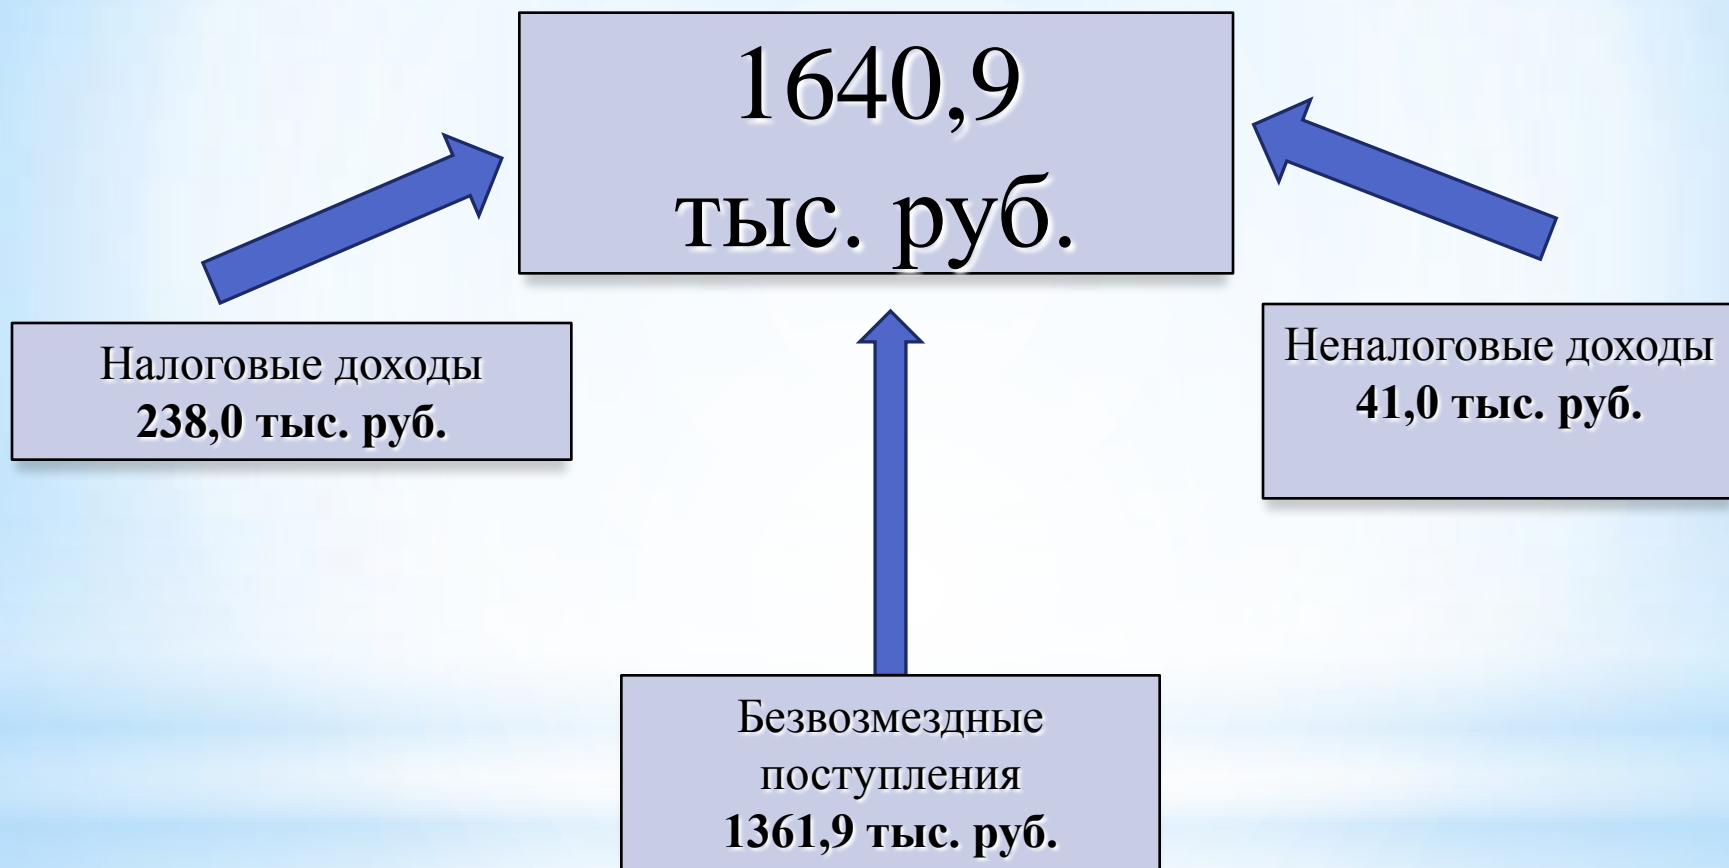 1640,9
тыс. руб.
Налоговые доходы
238,0 тыс. руб.
Неналоговые доходы
41,0 тыс. руб.
Безвозмездные
поступления
1361,9 тыс. руб.